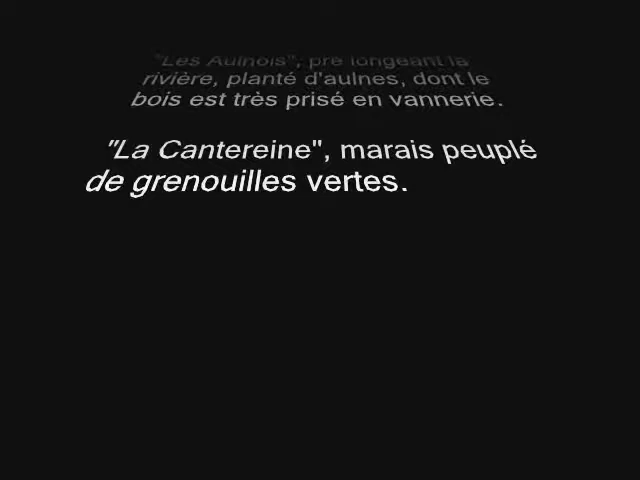 "Les Aulnois", pré longeant la
rivière, planté d'aulnes, dont le
bois est très prisé en vannerie.
"La Cantereine", marais peuplé
de grenouilles vertes.